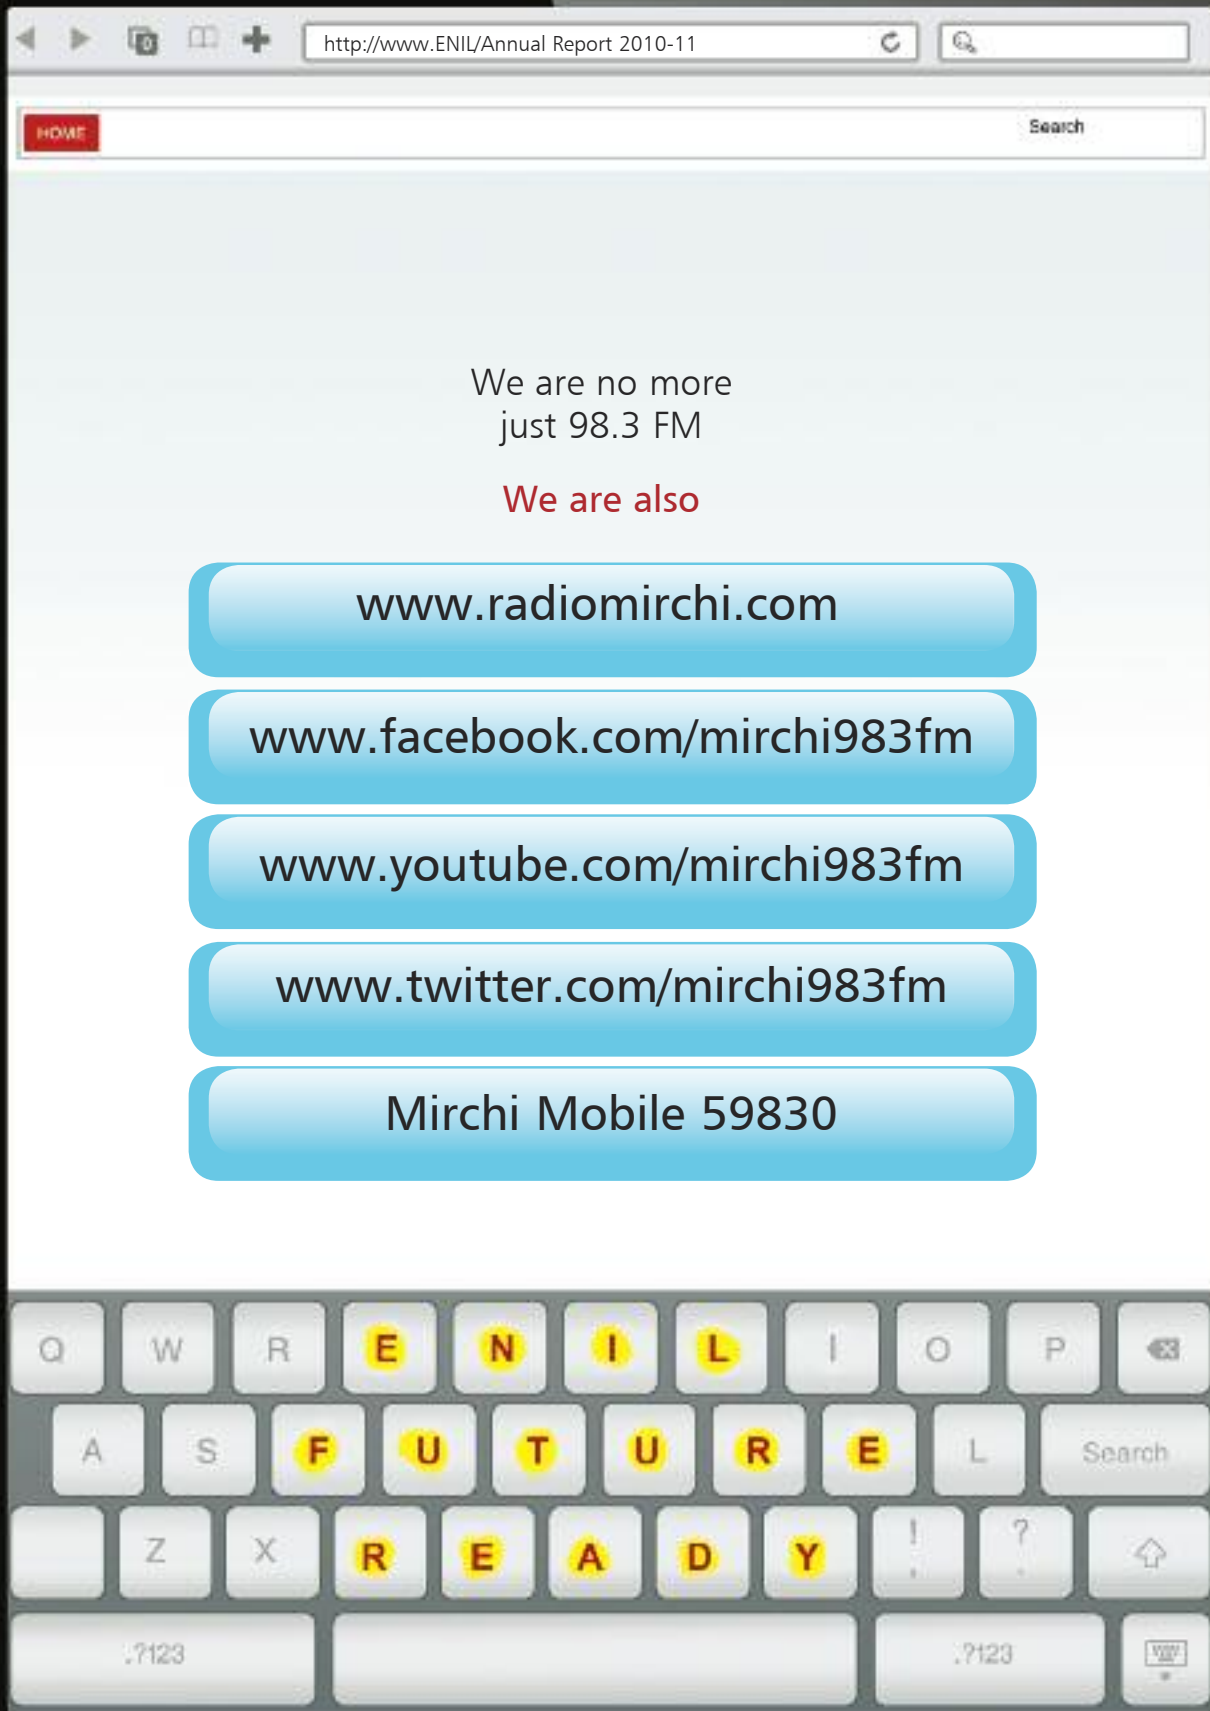 0
http://www.ENIL/Annual Report 2010-11
HOME
Search
We are no more
just 98.3 FM
We are also
www.radiomirchi.com
www.facebook.com/mirchi983fm
www.youtube.com/mirchi983fm
www.twitter.com/mirchi983fm
Mirchi Mobile 59830
Q W R E N I L I O P
A S F U T U R E L Search
Z X R E A D Y ! , ? .
.?123 .?123